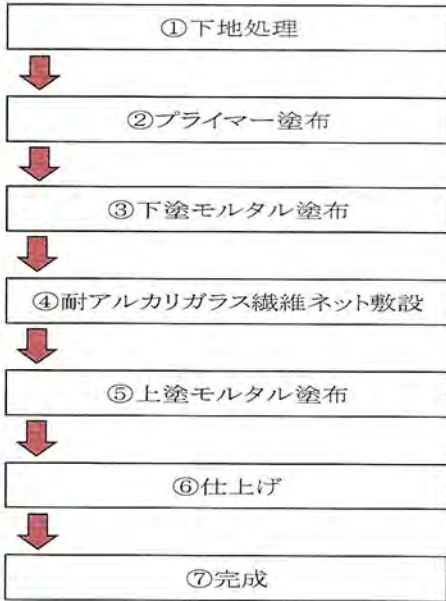 ①下地処理
②プライマー塗布
③下塗モルタル塗布
④耐アルカリガラス繊維ネット敷設
⑤上塗モルタル塗布
⑥仕上げ
⑦完成